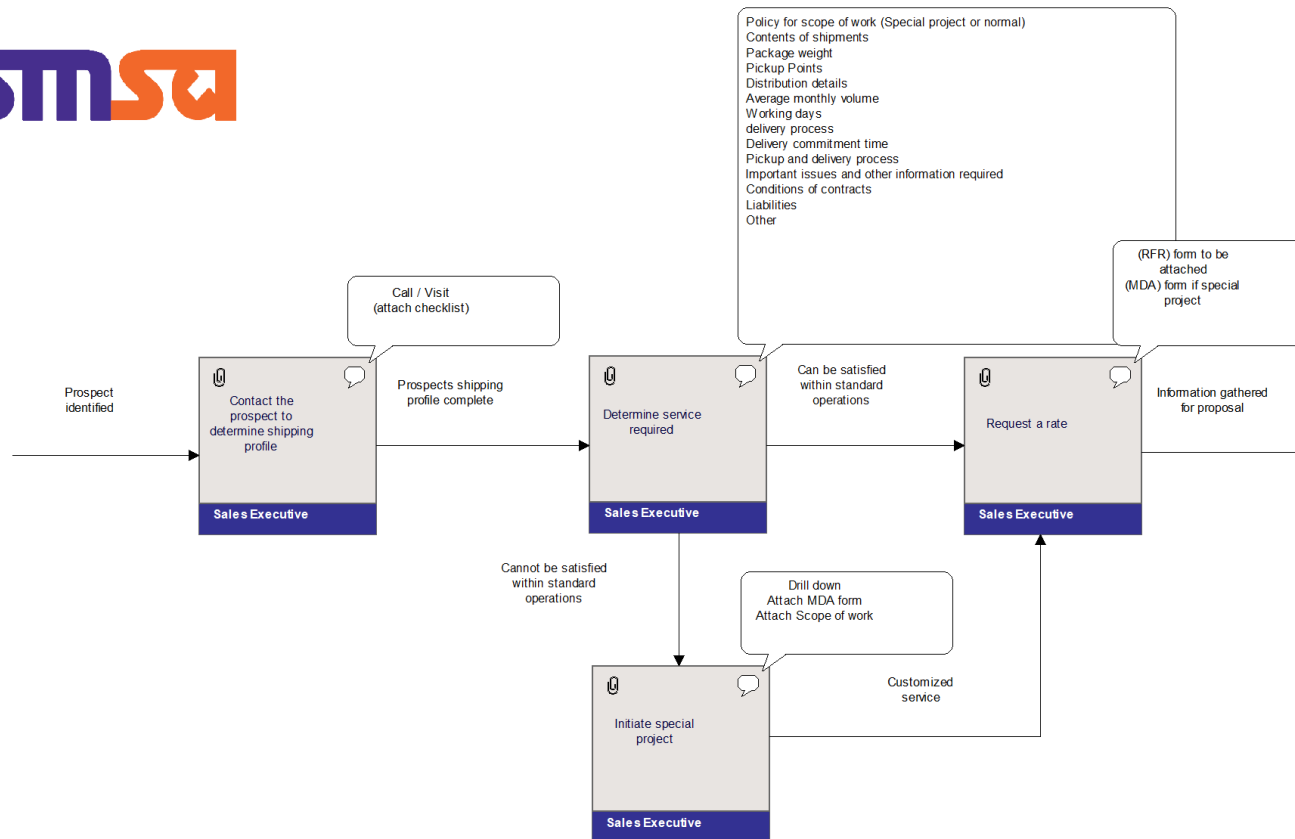 smsa
Policy for scope of work (Special project or normal)
Contents of shipments
Package weight
Pickup Points
Distribution details
Average monthly volume
Working days
delivery process
Delivery commitment time
Pickup and delivery process
Important issues and other information required
Conditions of contracts
Liabilities
Other
(RFR) form to be
attached
(MDA) form if special
project
Call / Visit
(attach checklist)
Prospect
identified
Contact the
prospect to
determine shipping
profile
Sales Executive
Prospects shipping
profile complete
Determine service
required
Sales Executive
Can be satisfied
within standard
operations
Request a rate
Sales Executive
Information gathered
for proposal
Cannot be satisfied
within standard
operations
Drill down
Attach MDA form
Attach Scope of work
Initiate special
project
Sales Executive
Customized
service